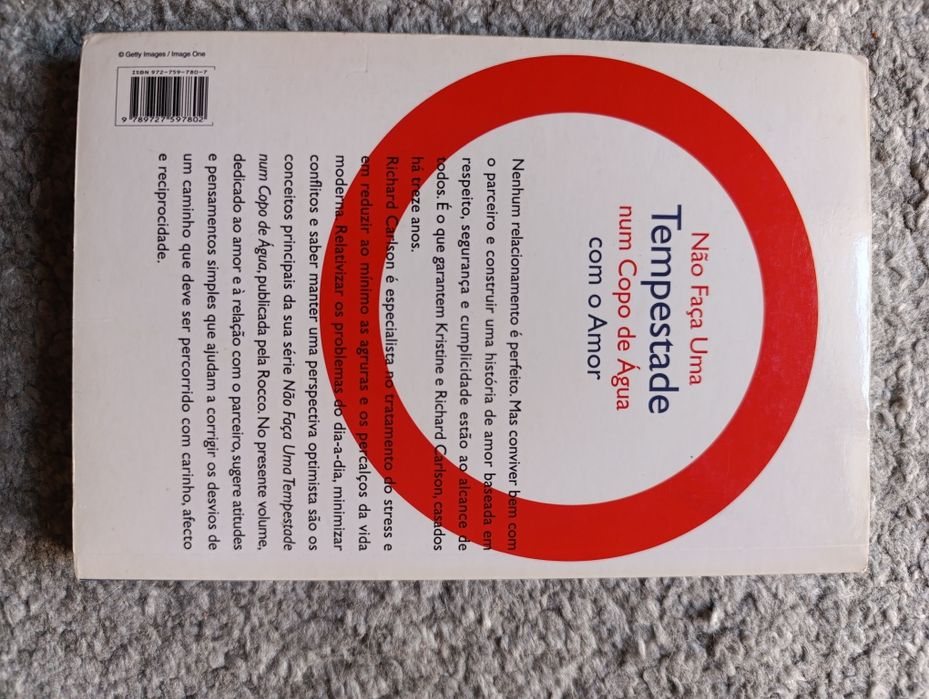 Não Faça Uma
Tempestade
num Copo de Água
com o Amor
Nenhum relacionamento é perfeito. Mas conviver bem com
o parceiro e construir uma história de amor baseada em
respeito, segurança e cumplicidade estão ao alcance de
todos. É o que garantem Kristine e Richard Carlson, casados
há treze anos.
Richard Carlson é especialista no tratamento do stress e
em reduzir ao mínimo as agruras e os percalços da vida
moderna. Relativizar os problemas do dia-a-dia, minimizar
conflitos e saber manter uma perspectiva optimista são os
conceitos principais da sua série Não Faça Uma Tempestade
num Copo de Água, publicada pela Rocco. No presente volume,
dedicado ao amor e à relação com o parceiro, sugere atitudes
e pensamentos simples que ajudam a corrigir os desvios de
um caminho que deve ser percorrido com carinho, afecto
e reciprocidade.
© Getty Images / Image One
ISBN 972-759-780-7
9 789727 597802